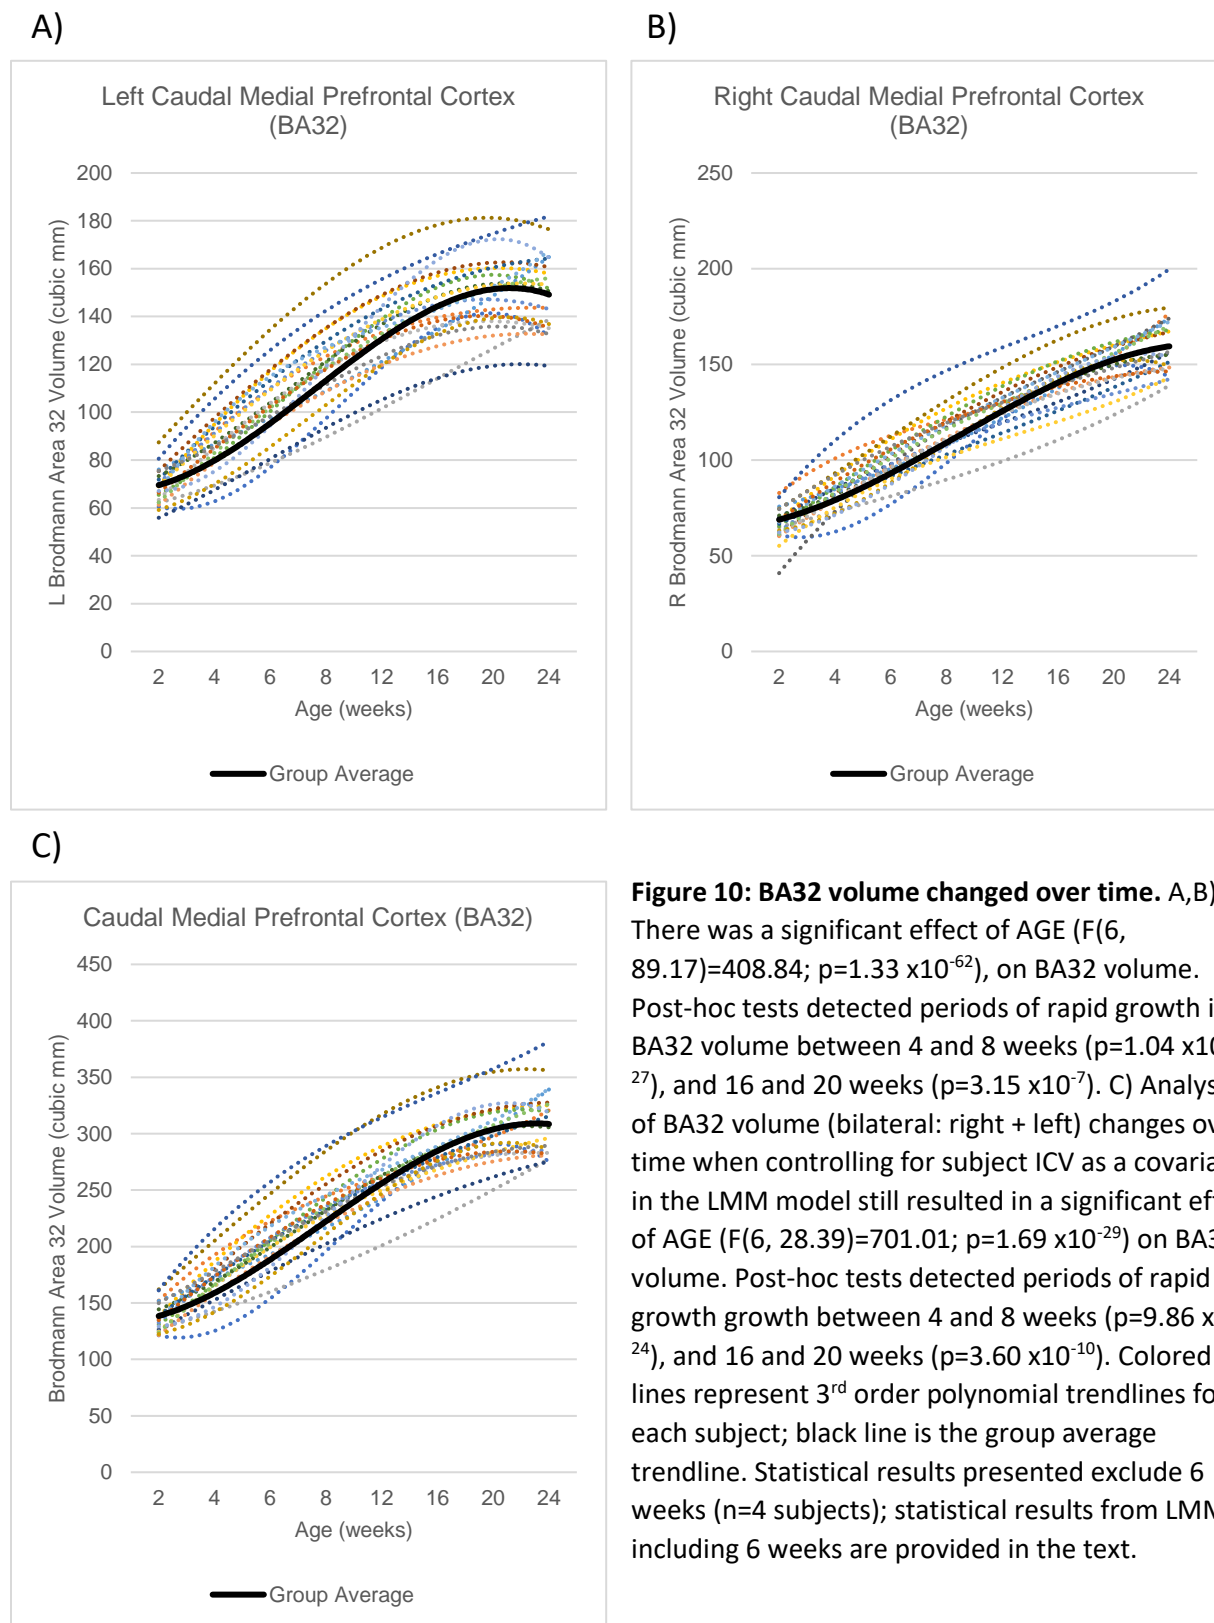 A)
Left Caudal Medial Prefrontal Cortex
(BA32)
L Brodmann Area 32 Volume (cubic mm)
200
180
160
140
120
100
80
60
40
20
0
2 4 6 8 12 16 20 24
Age (weeks)
Group Average
B)
Right Caudal Medial Prefrontal Cortex
(BA32)
R Brodmann Area 32 Volume (cubic mm)
250
200
150
100
50
0
2 4 6 8 12 16 20 24
Age (weeks)
Group Average
C)
Caudal Medial Prefrontal Cortex (BA32)
Brodmann Area 32 Volume (cubic mm)
450
400
350
300
250
200
150
100
50
0
2 4 6 8 12 16 20 24
Age (weeks)
Group Average
Figure 10: BA32 volume changed over time. A,B)
There was a significant effect of AGE (F(6,
89.17)=408.84; p=1.33 x10-62), on BA32 volume.
Post-hoc tests detected periods of rapid growth
BA32 volume between 4 and 8 weeks (p=1.04
27), and 16 and 20 weeks (p=3.15 x10-7). C)
of BA32 volume (bilateral: right + left) changes
time when controlling for subject ICV as a
in the LMM model still resulted in a significant
of AGE (F(6, 28.39)=701.01; p=1.69 x10-29) on
volume. Post-hoc tests detected periods of rapid
growth growth between 4 and 8 weeks (p=9.86
24), and 16 and 20 weeks (p=3.60 x10-10). Colored
lines represent 3rd order polynomial trendlines
each subject; black line is the group average
trendline. Statistical results presented exclude 6
weeks (n=4 subjects); statistical results from LMM
including 6 weeks are provided in the text.